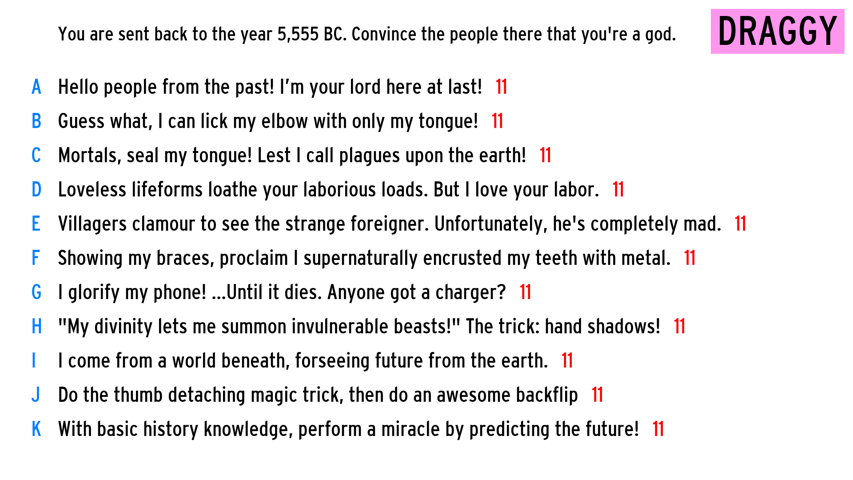 You are sent back to the year 5,555 BC. Convince the people there that you're a god. DRAGGY
A Hello people from the past! I'm your lord here at last! 11
B Guess what, I can lick my elbow with only my tongue! 11
C Mortals, seal my tongue! Lest I call plagues upon the earth! 11
D Loveless lifeforms loathe your laborious loads. But I love your labor. 11
E Villagers clamour to see the strange foreigner. Unfortunately, he's completely mad. 11
F Showing my braces, proclaim I supernaturally encrusted my teeth with metal. 11
G I glorify my phone! ...Until it dies. Anyone got a charger? 11
H "My divinity lets me summon invulnerable beasts!" The trick: hand shadows! 11
I I come from a world beneath, forseeing future from the earth. 11
J Do the thumb detaching magic trick, then do an awesome backflip 11
K With basic history knowledge, perform a miracle by predicting the future! 11